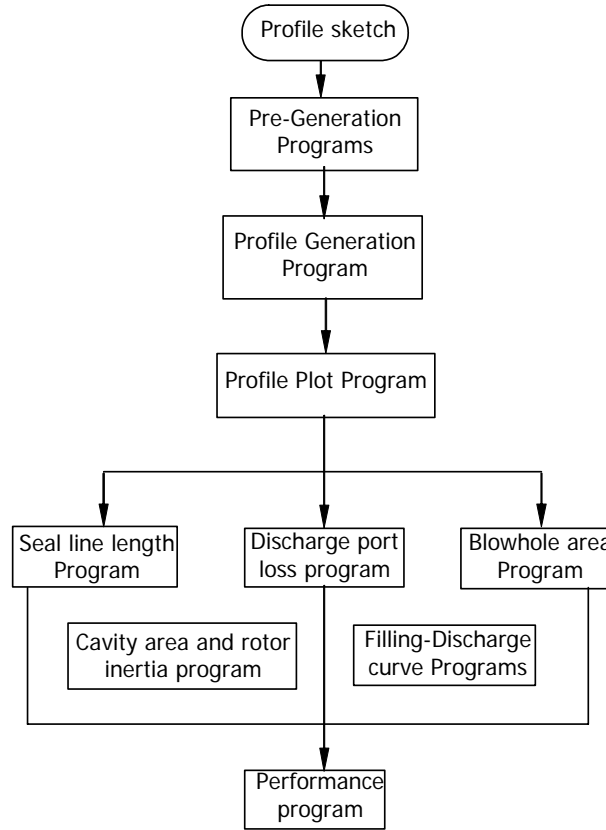 Profile sketch
Pre-Generation
Programs
Profile Generation
Program
Profile Plot Program
Seal line length
Program
Discharge port
loss program
Blowhole area
Program
Cavity area and rotor
inertia program
Filling-Discharge
curve Programs
Performance
program